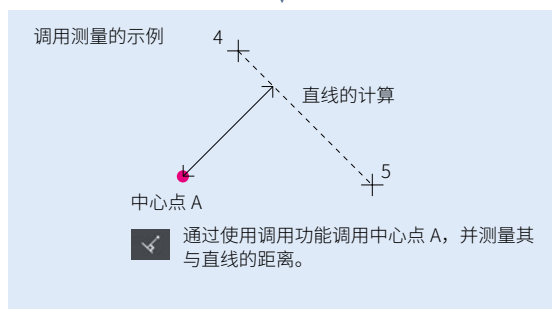 调用测量的示例
4
直线的计算
5
中心点 A
通过使用调用功能调用中心点 A，并测量其
与直线的距离。